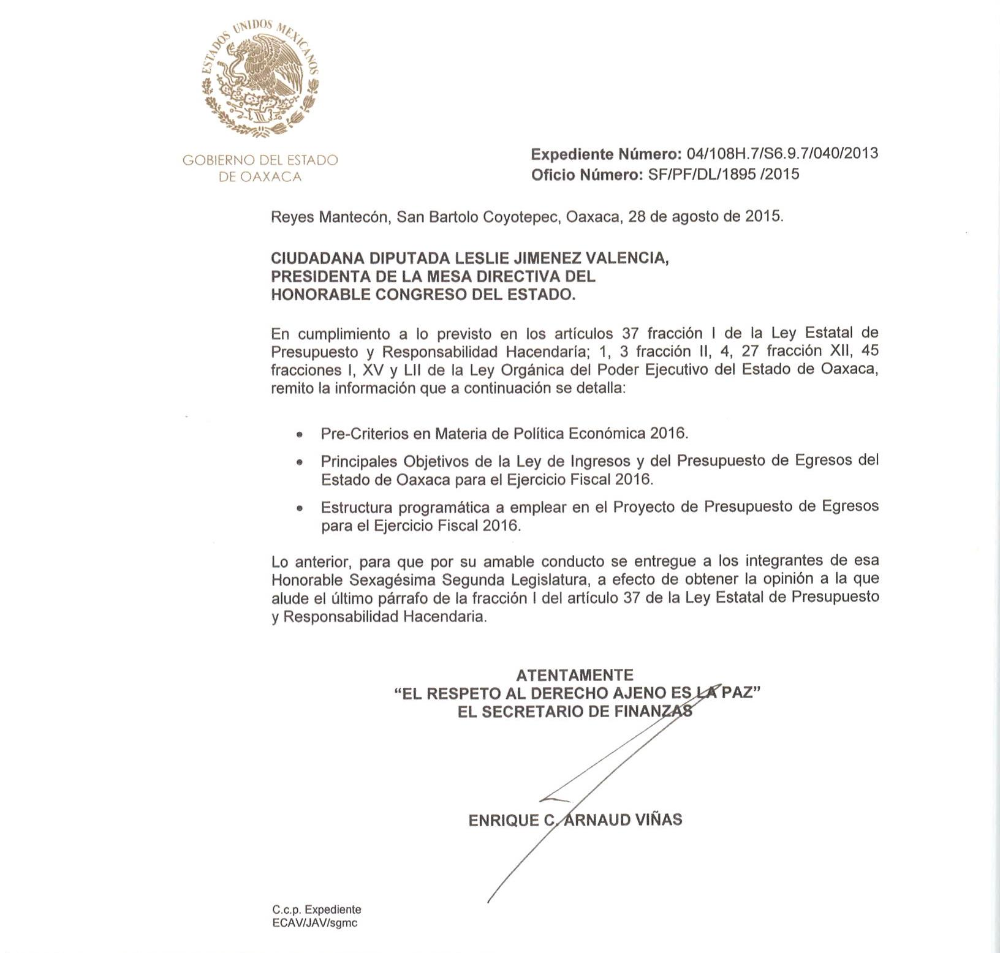 ESTADOS UNIDOS MEXICANOS
GOBIERNO DEL ESTADO
DE OAXACA
Expediente Número: 04/108H.7/S6.9.7/040/2013
Oficio Número: SF/PF/DL/1895 /2015
Reyes Mantecón, San Bartolo Coyotepec, Oaxaca, 28 de agosto de 2015.
CIUDADANA DIPUTADA LESLIE JIMENEZ VALENCIA,
PRESIDENTA DE LA MESA DIRECTIVA DEL
HONORABLE CONGRESO DEL ESTADO.
En cumplimiento a lo previsto en los artículos 37 fracción I de la Ley Estatal de
Presupuesto y Responsabilidad Hacendaría; 1, 3 fracción II, 4, 27 fracción XII, 45
fracciones I, XV y LII de la Ley Orgánica del Poder Ejecutivo del Estado de Oaxaca,
remito la información que a continuación se detalla:
• Pre-Criterios en Materia de Política Económica 2016.
• Principales Objetivos de la Ley de Ingresos y del Presupuesto de Egresos del
Estado de Oaxaca para el Ejercicio Fiscal 2016.
• Estructura programática a emplear en el Proyecto de Presupuesto de Egresos
para el Ejercicio Fiscal 2016.
Lo anterior, para que por su amable conducto se entregue a los integrantes de esa
Honorable Sexagésima Segunda Legislatura, a efecto de obtener la opinión a la que
alude el último párrafo de la fracción I del artículo 37 de la Ley Estatal de Presupuesto
y Responsabilidad Hacendaria.
ATENTAMENTE
“EL RESPETO AL DERECHO AJENO ES LA PAZ”
EL SECRETARIO DE FINANZAS
ENRIQUE C. ARNAUD VIÑAS
C.c.p. Expediente
ECAV/JAV/sgmc